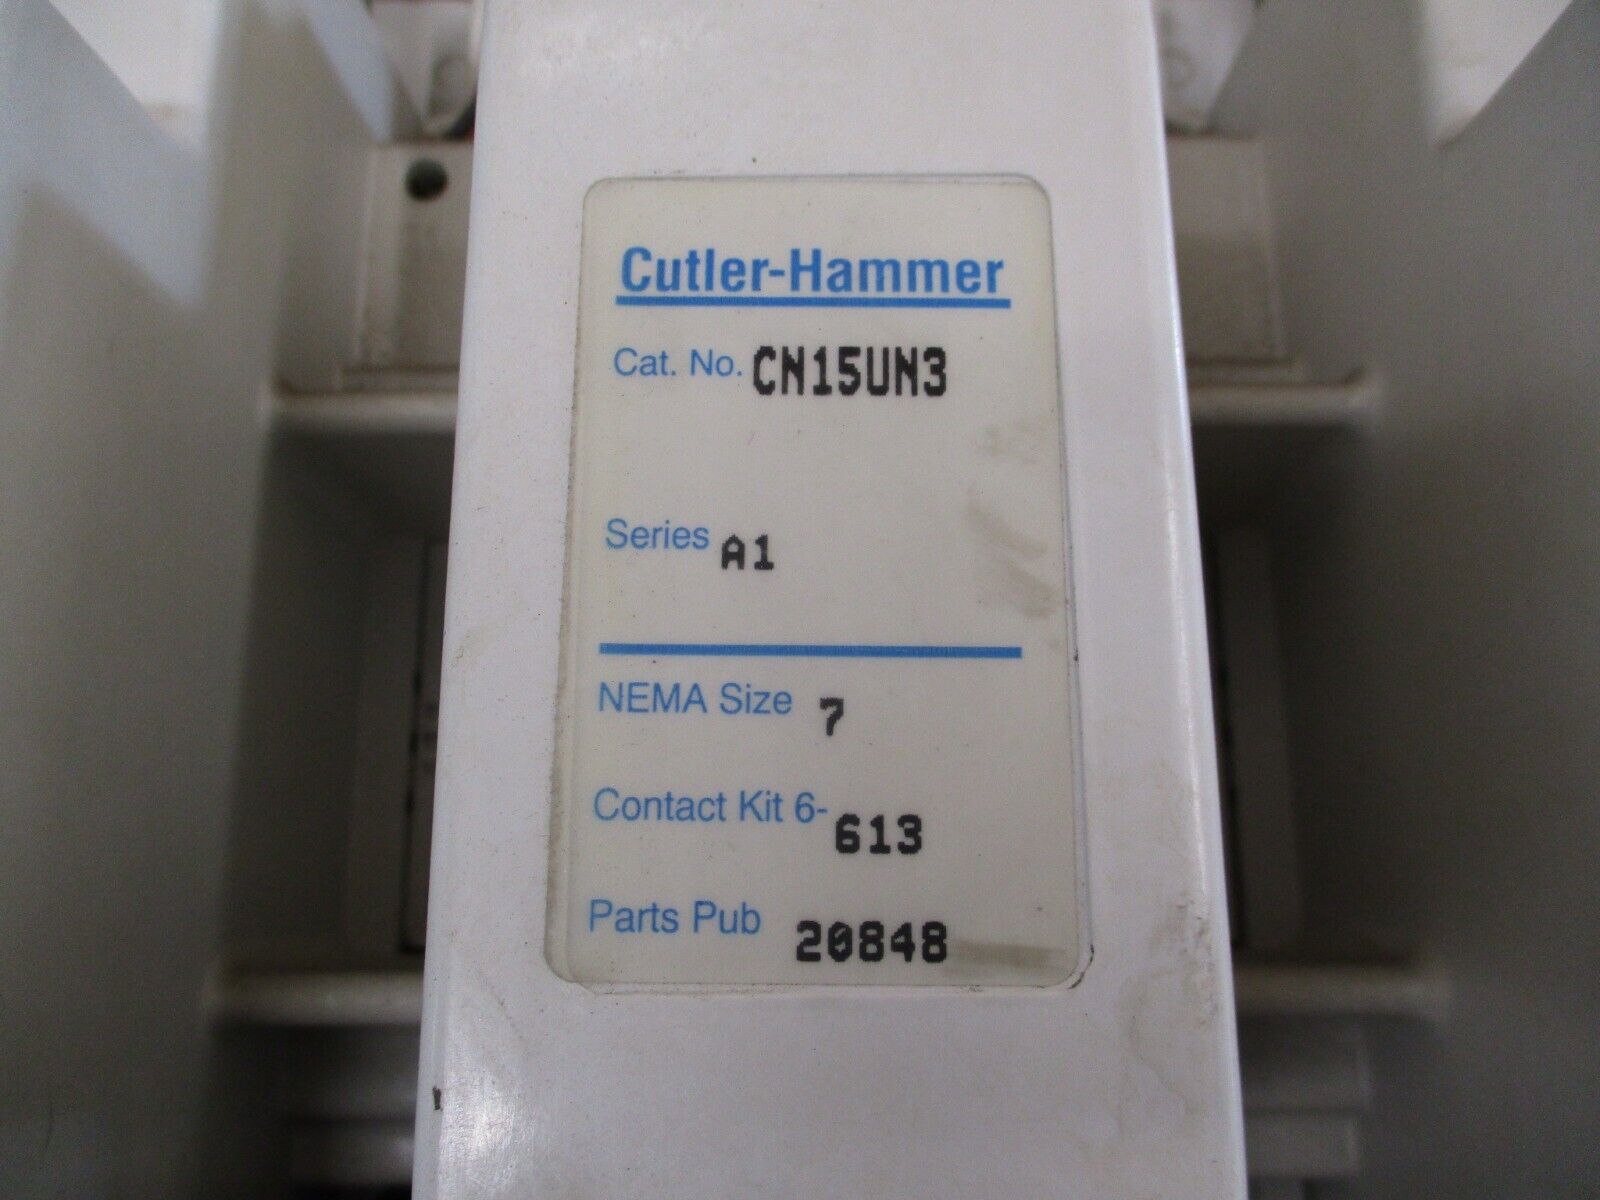 Cutler-Hammer
Cat. No. CN15UN3
Series A1
NEMA Size 7
Contact Kit 6-613
Parts Pub 20848